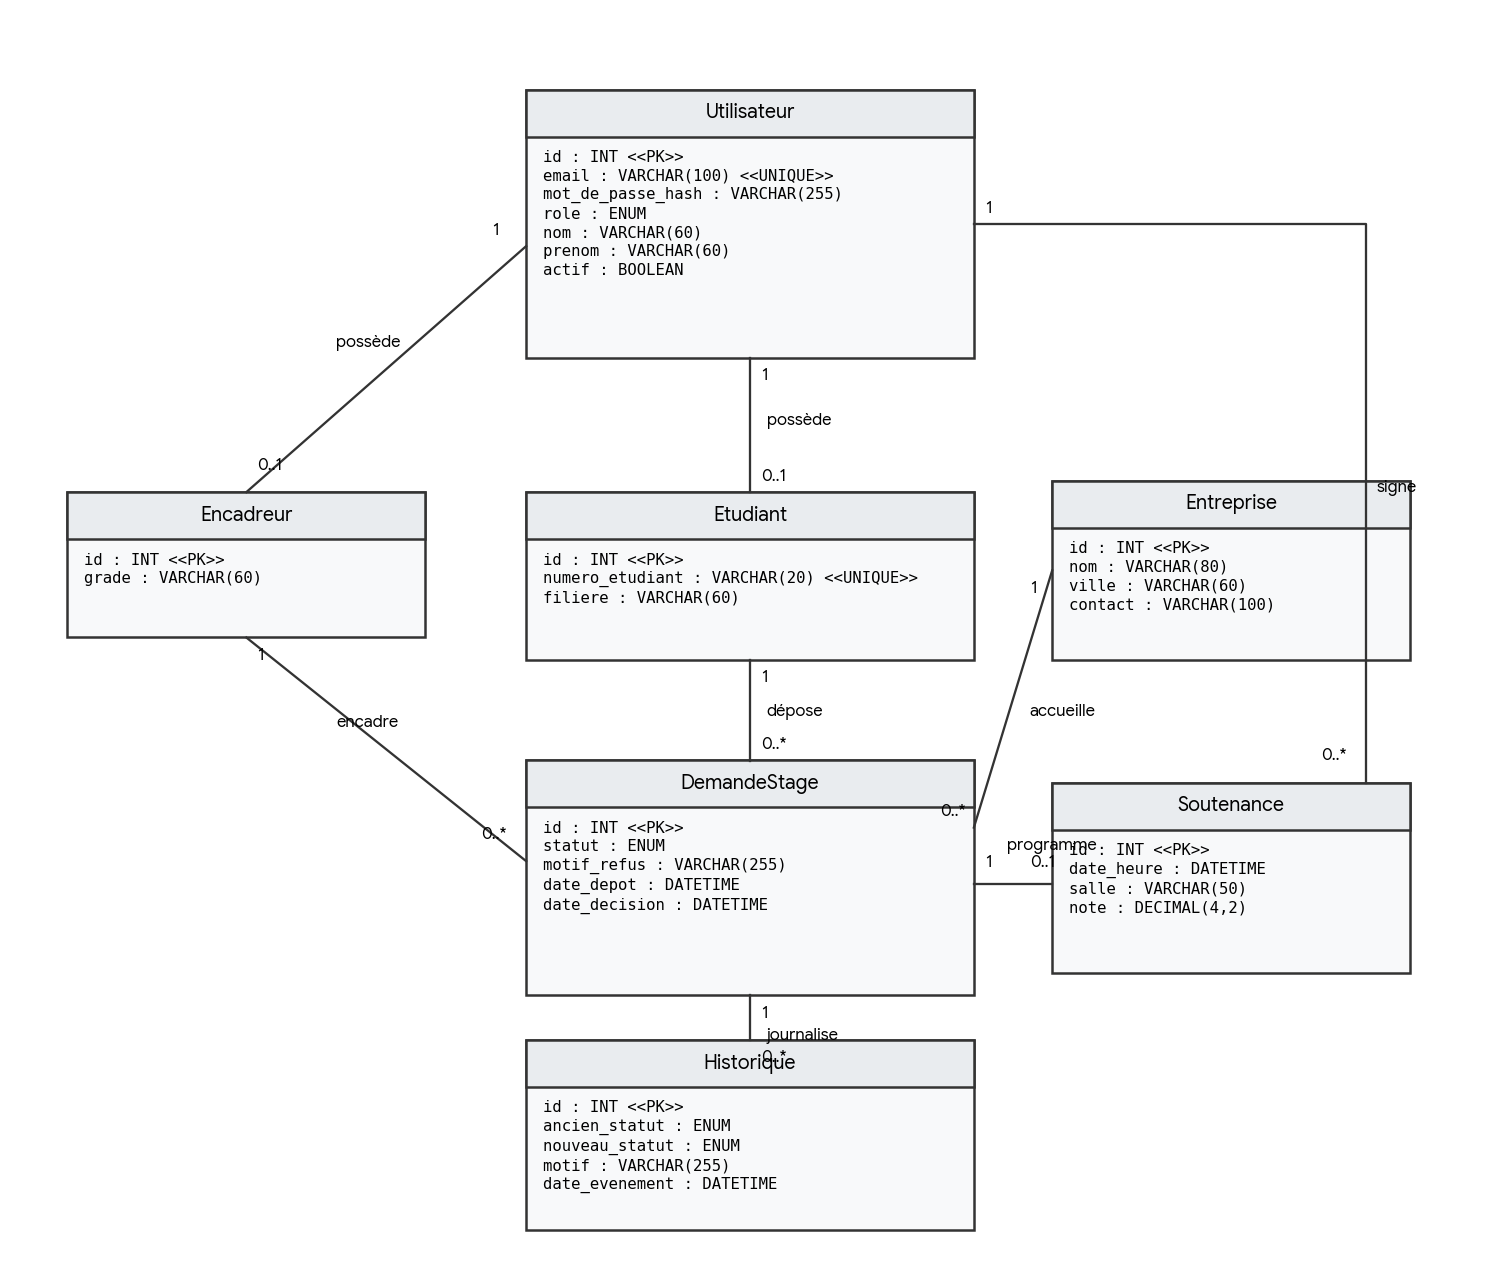 Utilisateur
id : INT <<PK>>
email : VARCHAR(100) <<UNIQUE>>
mot_de_passe_hash : VARCHAR(255)
role : ENUM
nom : VARCHAR(60)
prenom : VARCHAR(60)
actif : BOOLEAN
1
1
possède
0..1
1
possède
0..1
signe
Encadreur
id : INT <<PK>>
grade : VARCHAR(60)
Etudiant
id : INT <<PK>>
numero_etudiant : VARCHAR(20) <<UNIQUE>>
filiere : VARCHAR(60)
Entreprise
id : INT <<PK>>
nom : VARCHAR(80)
ville : VARCHAR(60)
contact : VARCHAR(100)
1
1
encadre
0..*
1
dépose
0..*
accueille
0..*
0..*
DemandeStage
id : INT <<PK>>
statut : ENUM
motif_refus : VARCHAR(255)
date_depot : DATETIME
date_decision : DATETIME
programme
1
0..1
Soutenance
id : INT <<PK>>
date_heure : DATETIME
salle : VARCHAR(50)
note : DECIMAL(4,2)
1
journalise
0..*
Historique
id : INT <<PK>>
ancien_statut : ENUM
nouveau_statut : ENUM
motif : VARCHAR(255)
date_evenement : DATETIME